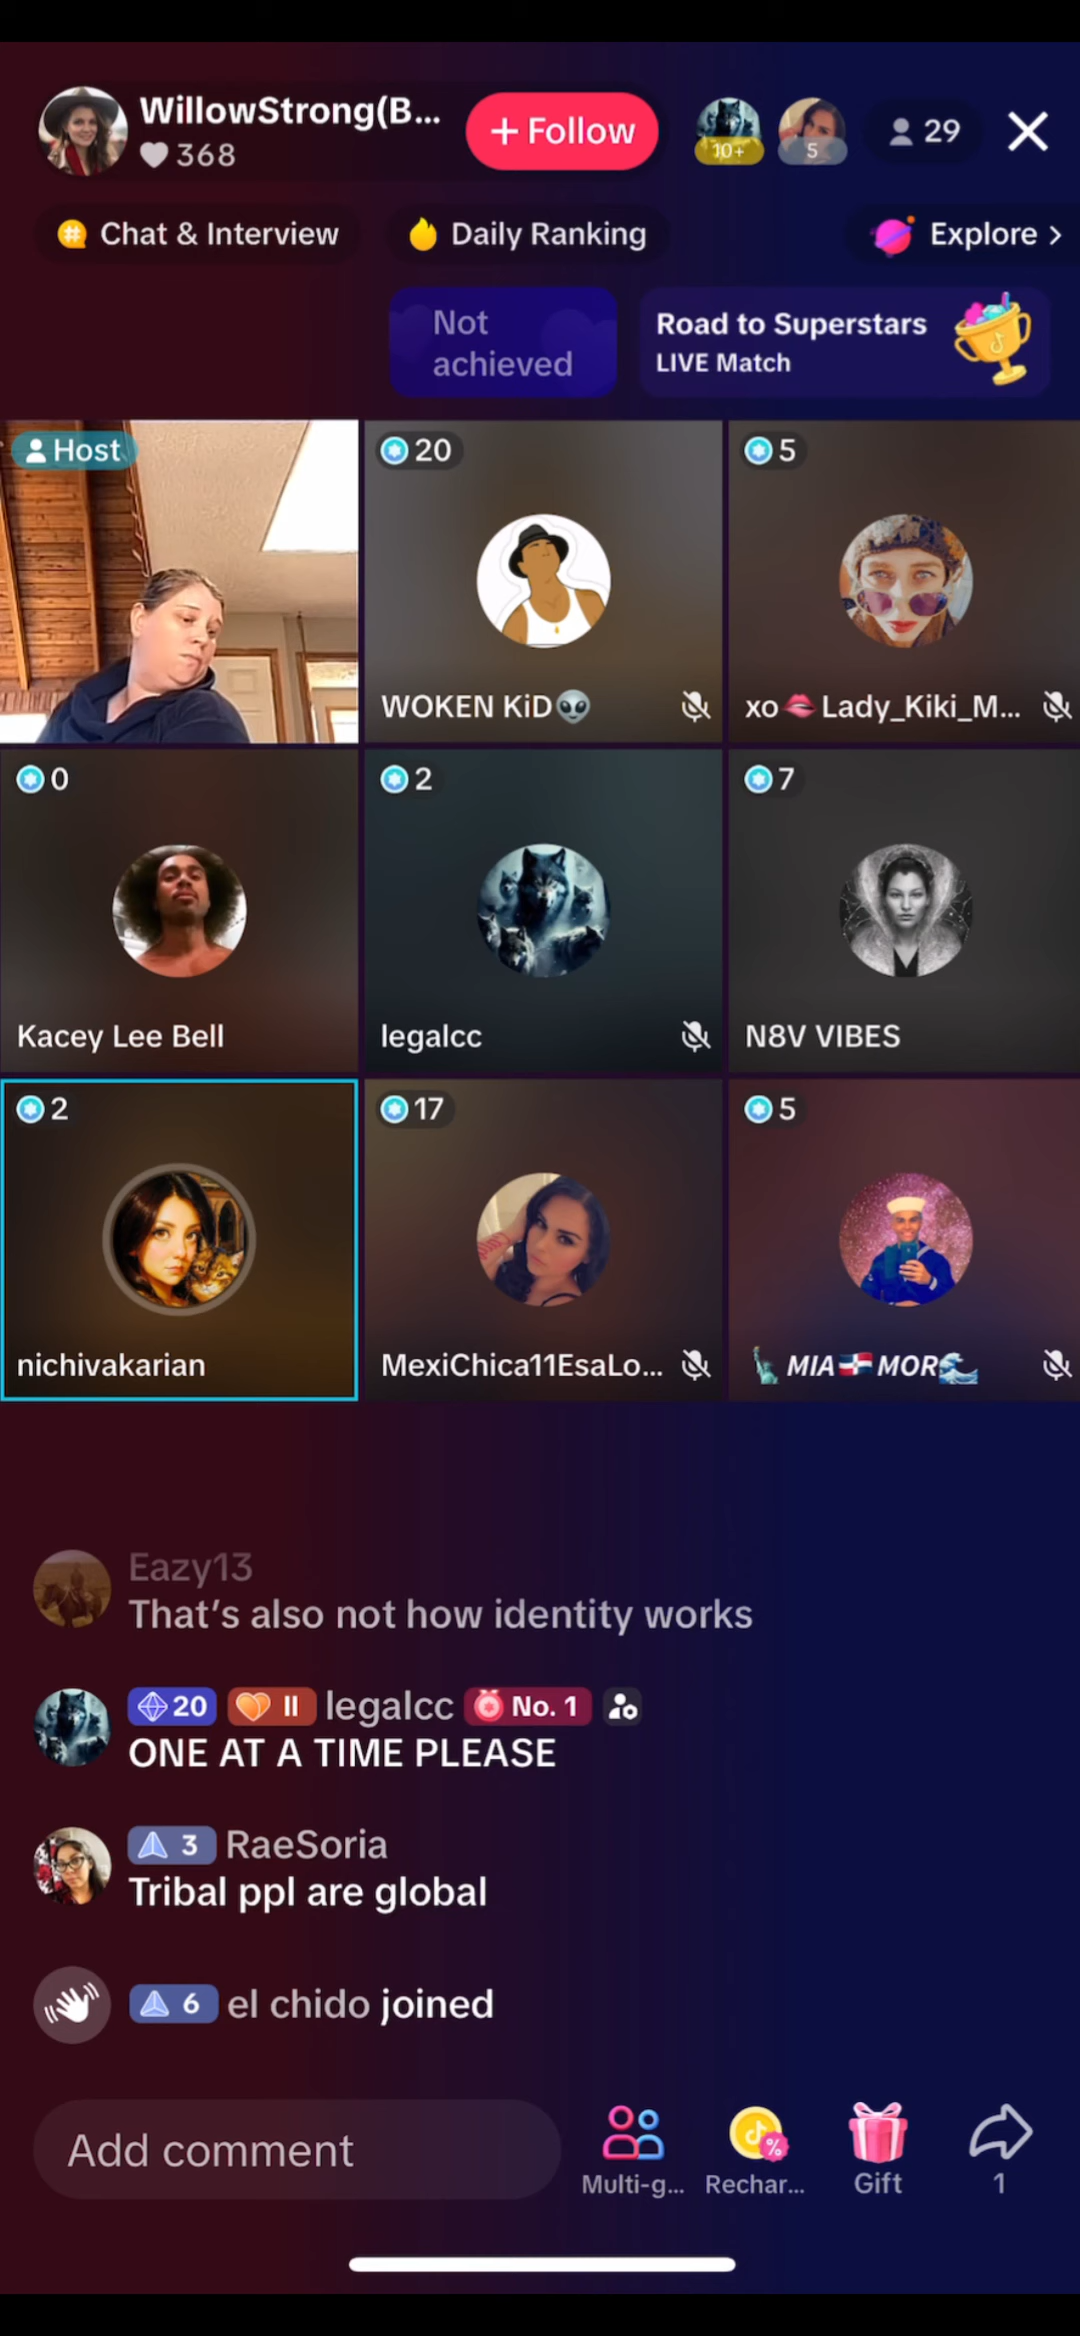 WillowStrong(B...
368
+ Follow
10+
5
29
Chat & Interview
Daily Ranking
Explore >
Not
achieved
Road to Superstars
LIVE Match
Host
20
5
WOKEN KiD👽
xo💋Lady_Kiki_M...
0
2
7
Kacey Lee Bell
legalcc
N8V VIBES
2
17
5
nichivakarian
MexiChica11EsaLo...
🗽MIA🇩🇴MOR🌊
Eazy13
That's also not how identity works
20 II legalcc No. 1
ONE AT A TIME PLEASE
3 RaeSoria
Tribal ppl are global
6 el chido joined
Add comment
Multi-g...
Rechar...
Gift
1